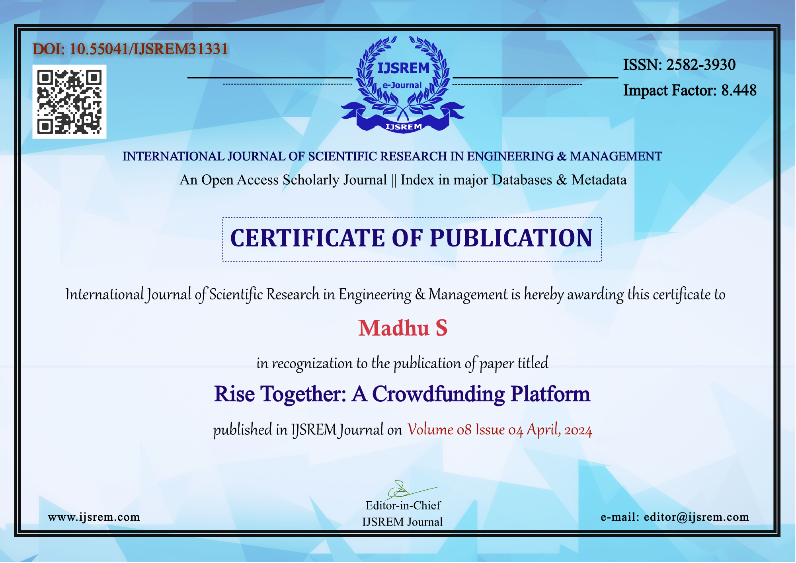 DOI: 10.55041/IJSREM31331
IJSREM
e-Journal
IJSREM
ISSN: 2582-3930
Impact Factor: 8.448
INTERNATIONAL JOURNAL OF SCIENTIFIC RESEARCH IN ENGINEERING & MANAGEMENT
An Open Access Scholarly Journal || Index in major Databases & Metadata
CERTIFICATE OF PUBLICATION
International Journal of Scientific Research in Engineering & Management is hereby awarding this certificate to
Madhu S
in recognization to the publication of paper titled
Rise Together: A Crowdfunding Platform
published in IJSREM Journal on Volume 08 Issue 04 April, 2024
Editor-in-Chief
IJSREM Journal
www.ijsrem.com
e-mail: editor@ijsrem.com